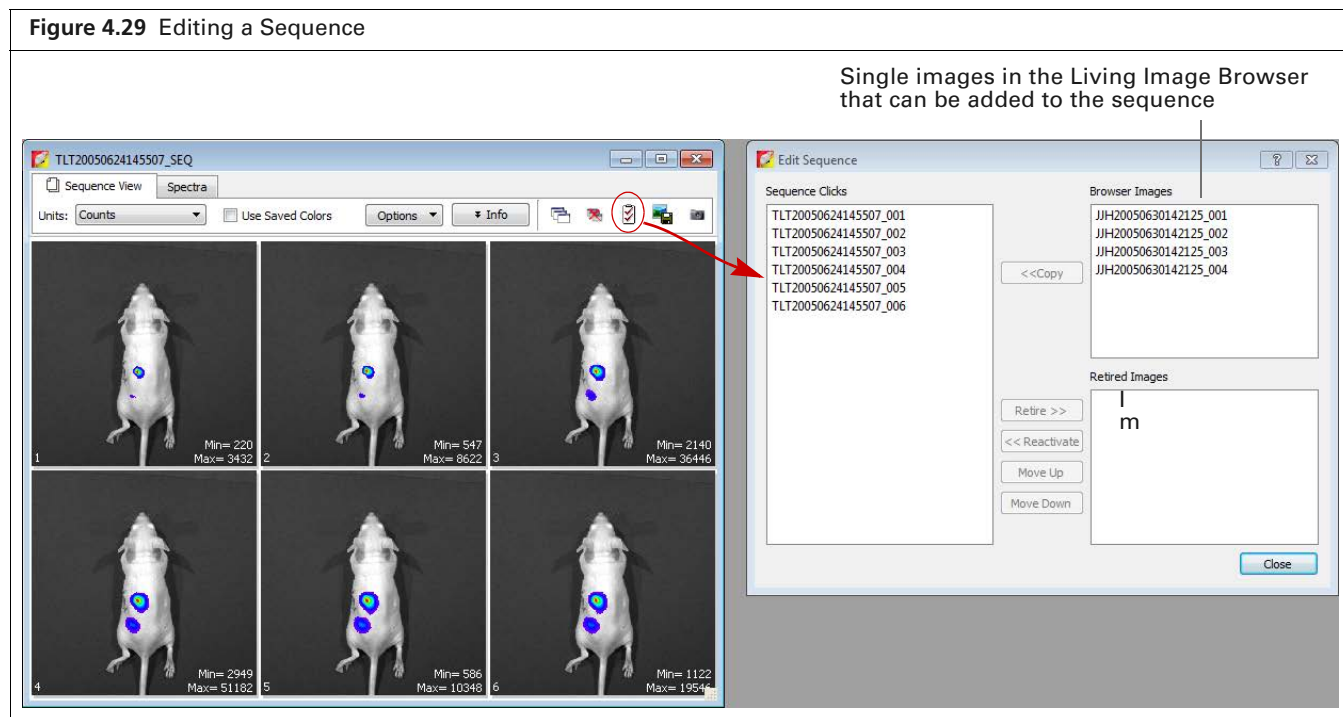 Figure 4.29 Editing a Sequence
Single images in the Living Image Browser
that can be added to the sequence
TLT20050624145507_SEQ
Sequence View
Spectra
Units:
Counts
Use Saved Colors
Options
Info
1
Min= 220
Max= 3432
2
Min= 547
Max= 8622
3
Min= 2140
Max= 36446
4
Min= 2949
Max= 51182
5
Min= 586
Max= 10348
6
Min= 1122
Max= 19546
Edit Sequence
Sequence Clicks
TLT20050624145507_001
TLT20050624145507_002
TLT20050624145507_003
TLT20050624145507_004
TLT20050624145507_005
TLT20050624145507_006
<<Copy
Retire >>
<< Reactivate
Move Up
Move Down
Browser Images
JJH20050630142125_001
JJH20050630142125_002
JJH20050630142125_003
JJH20050630142125_004
Retired Images
I
m
Close